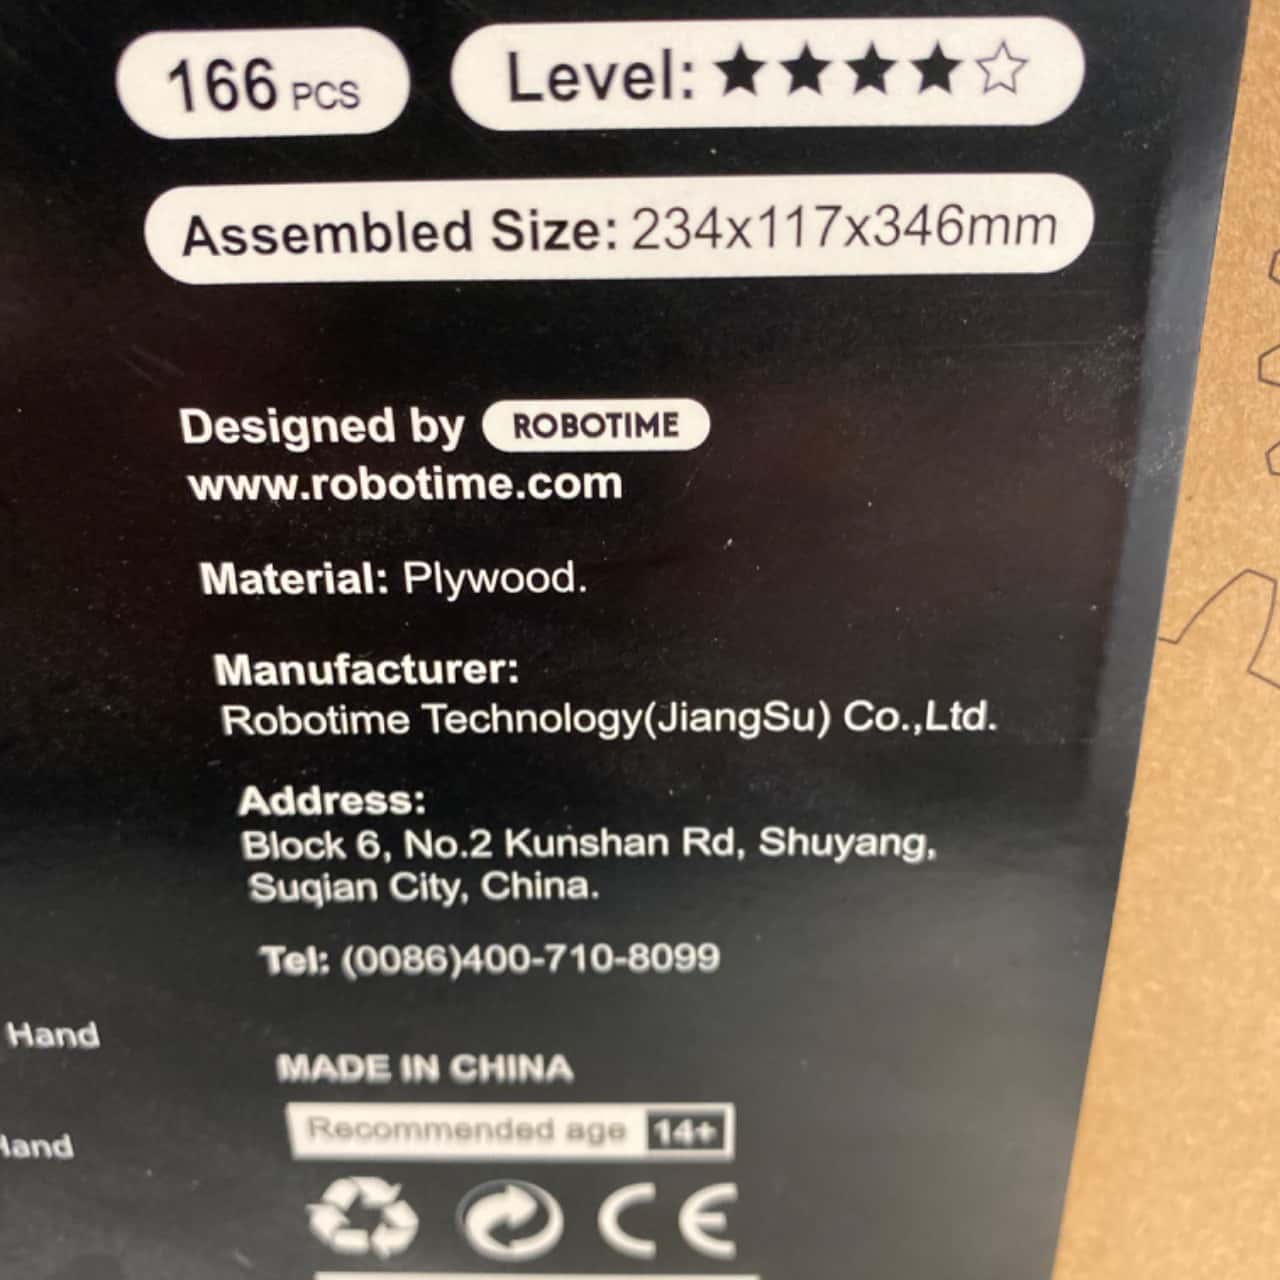 166 PCS
Level: ★★★★☆
Assembled Size: 234x117x346mm
Designed by ROBOTIME
www.robotime.com
Material: Plywood.
Manufacturer:
Robotime Technology(JiangSu) Co.,Ltd.
Address:
Block 6, No.2 Kunshan Rd, Shuyang,
Suqian City, China.
Tel: (0086)400-710-8099
Hand
MADE IN CHINA
Recommended age 14+
Hand
CE